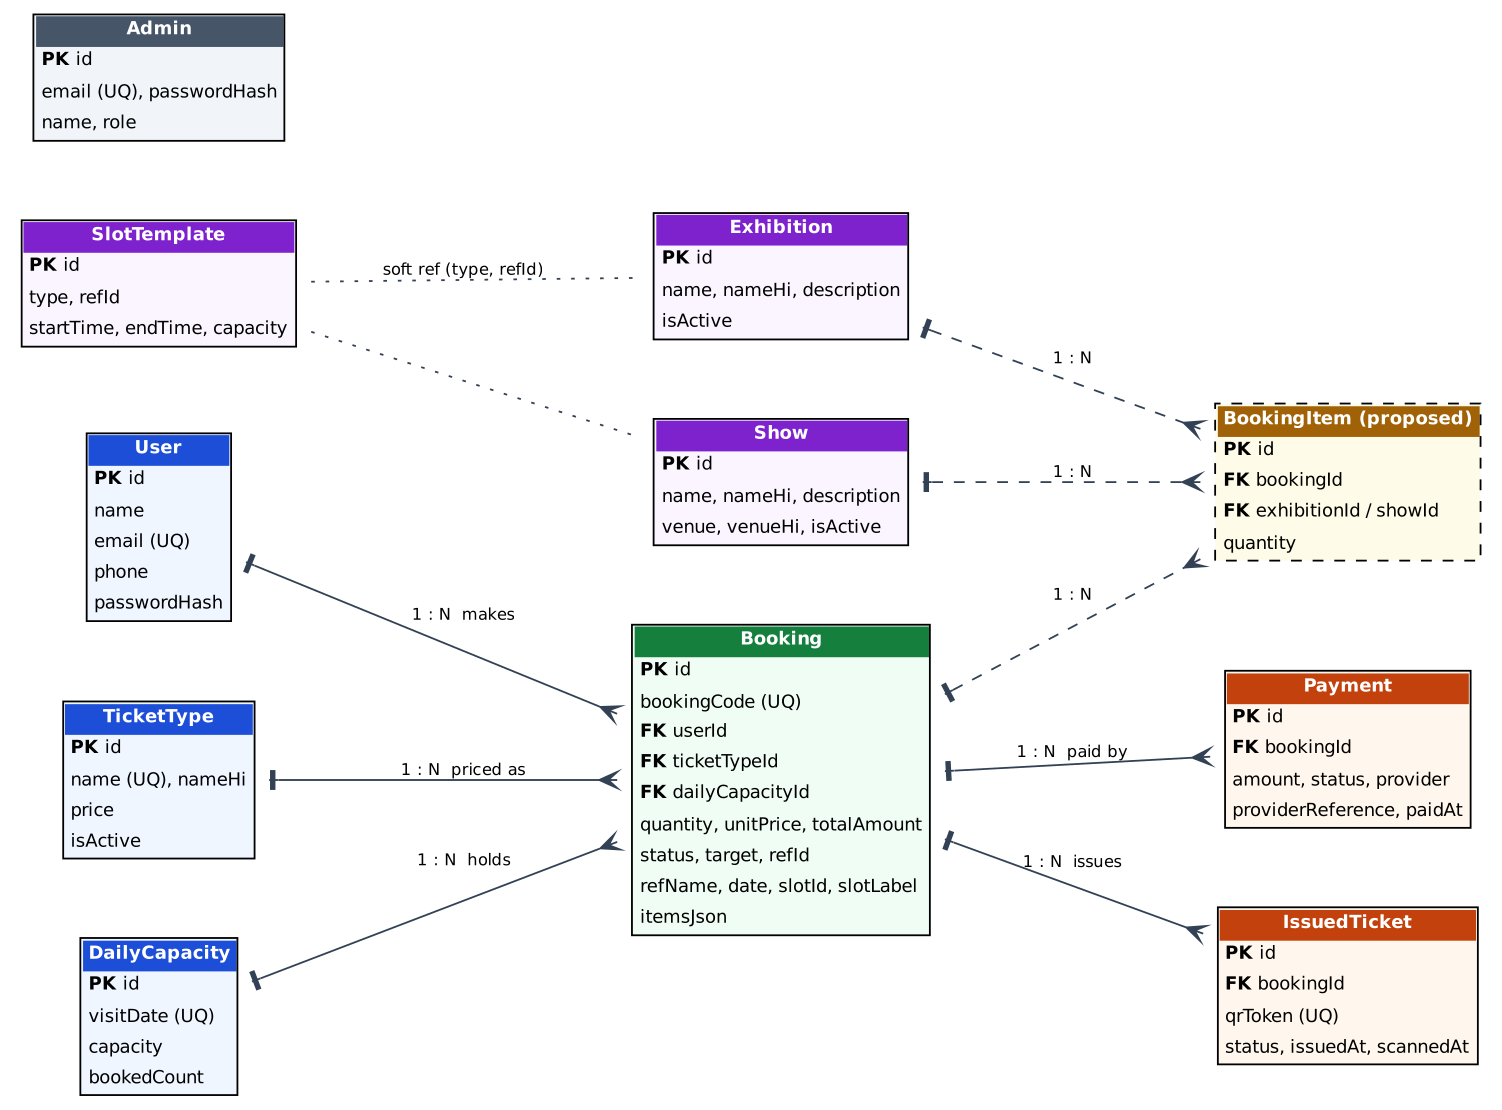 Admin
PK id
email (UQ), passwordHash
name, role
SlotTemplate
PK id
type, refId
startTime, endTime, capacity
soft ref (type, refId)
Exhibition
PK id
name, nameHi, description
isActive
1 : N
Show
PK id
name, nameHi, description
venue, venueHi, isActive
1 : N
BookingItem (proposed)
PK id
FK bookingId
FK exhibitionId / showId
quantity
User
PK id
name
email (UQ)
phone
passwordHash
1 : N makes
1 : N
TicketType
PK id
name (UQ), nameHi
price
isActive
1 : N priced as
Booking
PK id
bookingCode (UQ)
FK userId
FK ticketTypeId
FK dailyCapacityId
quantity, unitPrice, totalAmount
status, target, refId
refName, date, slotId, slotLabel
itemsJson
1 : N paid by
Payment
PK id
FK bookingId
amount, status, provider
providerReference, paidAt
1 : N holds
1 : N issues
DailyCapacity
PK id
visitDate (UQ)
capacity
bookedCount
IssuedTicket
PK id
FK bookingId
qrToken (UQ)
status, issuedAt, scannedAt